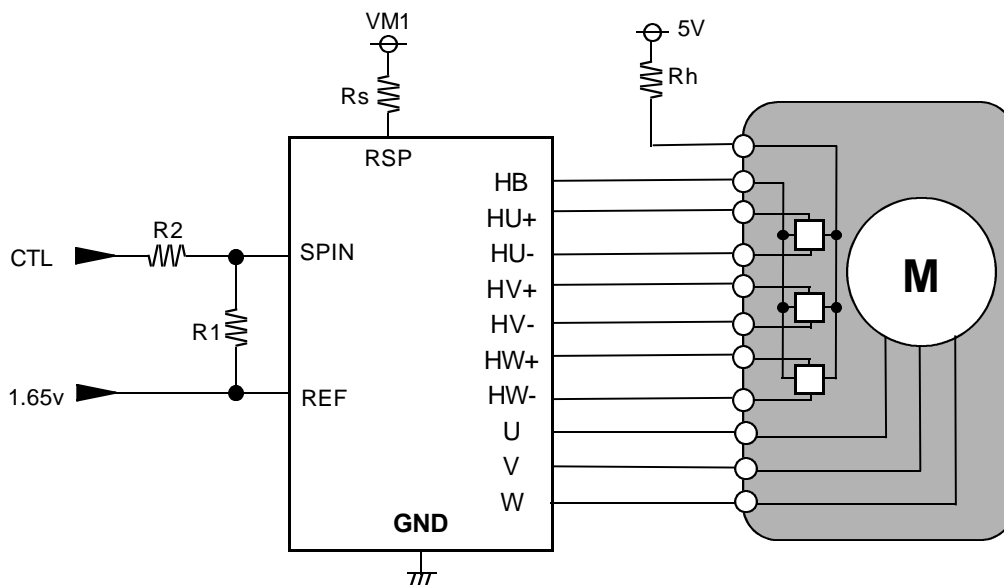 VM1
5V
Rs
Rh
RSP
HB
HU+
R2
CTL
SPIN
HU-
HV+
R1
HV-
M
HW+
1.65v
REF
HW-
U
V
W
GND